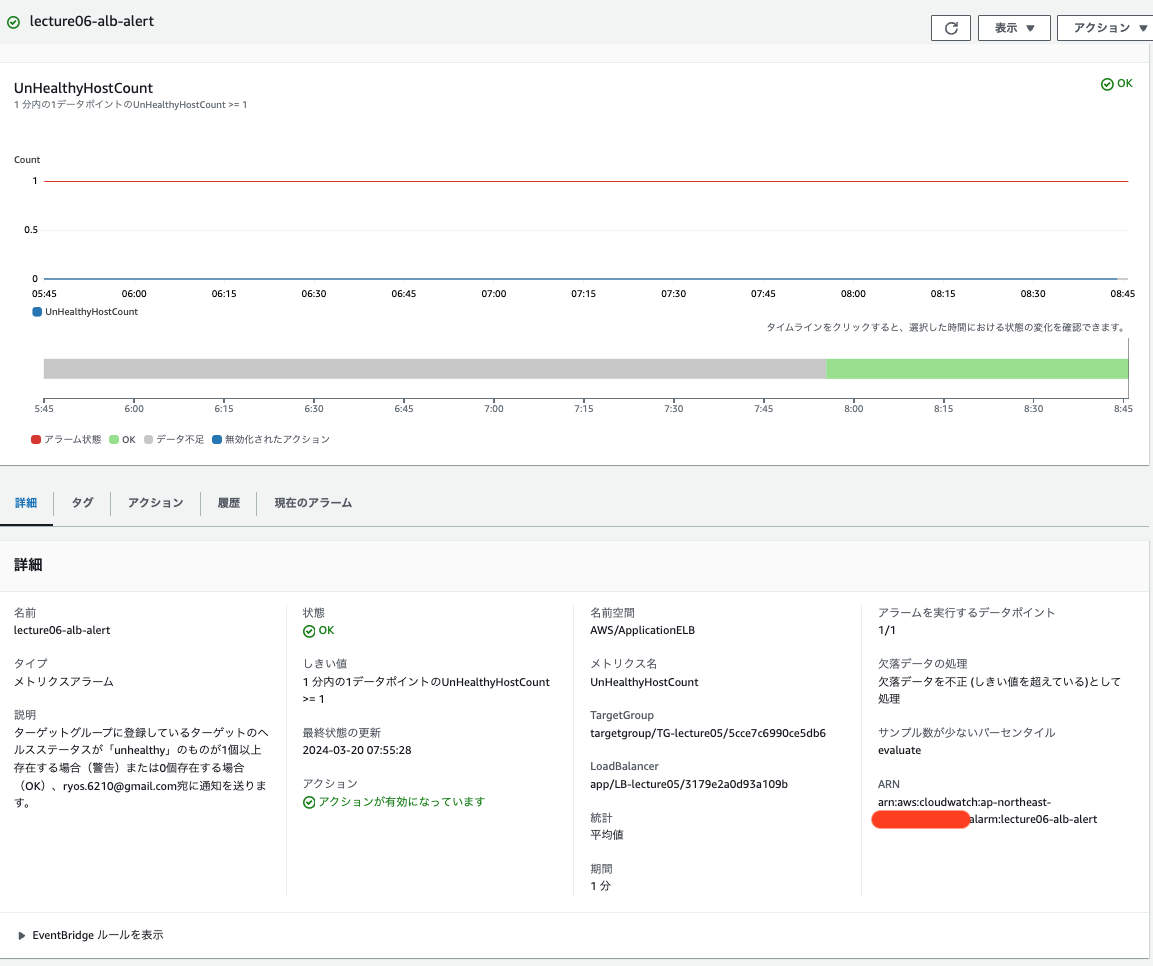 lecture06-alb-alert
表示
アクション
UnHealthyHostCount
OK
1 分内の1データポイントのUnHealthyHostCount >= 1
Count
1
0.5
0
05:45 06:00 06:15 06:30 06:45 07:00 07:15 07:30 07:45 08:00 08:15 08:30 08:45
UnHealthyHostCount
タイムラインをクリックすると、選択した時間における状態の変化を確認できます。
5:45 6:00 6:15 6:30 6:45 7:00 7:15 7:30 7:45 8:00 8:15 8:30 8:45
アラーム状態 OK データ不足 無効化されたアクション
詳細 タグ アクション 履歴 現在のアラーム
詳細
名前
lecture06-alb-alert
タイプ
メトリクスアラーム
説明
ターゲットグループに登録しているターゲットのヘ
ルスステータスが「unhealthy」のものが1個以上
存在する場合（警告）または0個存在する場合
（OK）、ryos.6210@gmail.com宛に通知を送りま
す。
状態
OK
しきい値
1 分内の1データポイントのUnHealthyHostCount
>= 1
最終状態の更新
2024-03-20 07:55:28
アクション
アクションが有効になっています
名前空間
AWS/ApplicationELB
メトリクス名
UnHealthyHostCount
TargetGroup
targetgroup/TG-lecture05/5cce7c6990ce5db6
LoadBalancer
app/LB-lecture05/3179e2a0d93a109b
統計
平均値
期間
1 分
アラームを実行するデータポイント
1/1
欠落データの処理
欠落データを不正 (しきい値を超えている)として
処理
サンプル数が少ないパーセンタイル
evaluate
ARN
arn:aws:cloudwatch:ap-northeast-
alarm:lecture06-alb-alert
EventBridge ルールを表示